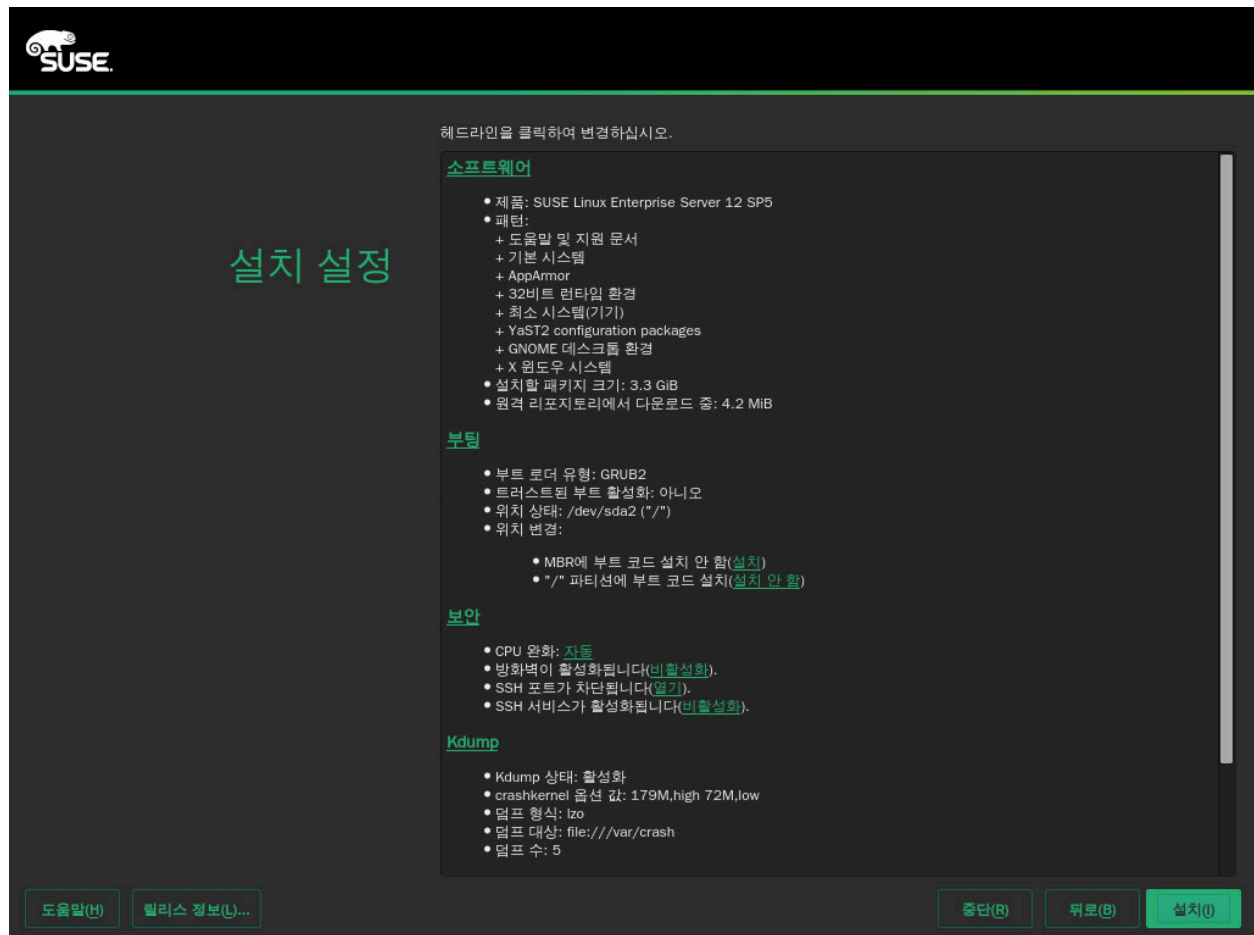 SUSE.
헤드라인을 클릭하여 변경하십시오.
설치 설정
소프트웨어
• 제품: SUSE Linux Enterprise Server 12 SP5
• 패턴:
+ 도움말 및 지원 문서
+ 기본 시스템
+ AppArmor
+ 32비트 런타임 환경
+ 최소 시스템(기기)
+ YaST2 configuration packages
+ GNOME 데스크톱 환경
+ X 윈도우 시스템
• 설치할 패키지 크기: 3.3 GiB
• 원격 리포지토리에서 다운로드 중: 4.2 MiB
부팅
• 부트 로더 유형: GRUB2
• 트러스트된 부트 활성화: 아니오
• 위치 상태: /dev/sda2 ("/")
• 위치 변경:
• MBR에 부트 코드 설치 안 함(설치)
• "/" 파티션에 부트 코드 설치(설치 안 함)
보안
• CPU 완화: 자동
• 방화벽이 활성화됩니다(비활성화).
• SSH 포트가 차단됩니다(열기).
• SSH 서비스가 활성화됩니다(비활성화).
Kdump
• Kdump 상태: 활성화
• crashkernel 옵션 값: 179M,high 72M,low
• 덤프 형식: lzo
• 덤프 대상: file:///var/crash
• 덤프 수: 5
도움말(H)
릴리스 정보(L)...
중단(R)
뒤로(B)
설치(I)